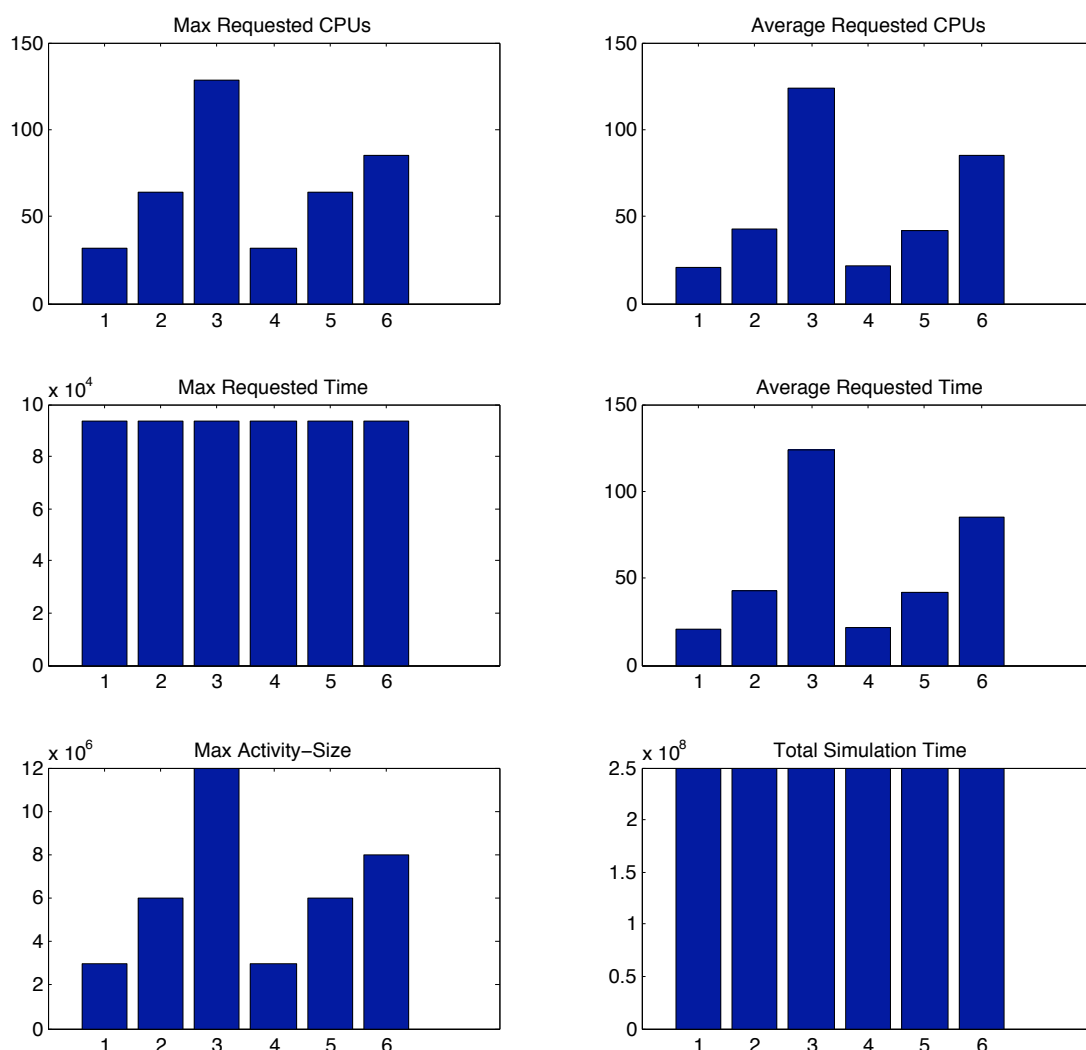 Max Requested CPUs
150
100
50
0
1 2 3 4 5 6
Average Requested CPUs
150
100
50
0
1 2 3 4 5 6
Max Requested Time
x 10^4
10
8
6
4
2
0
1 2 3 4 5 6
Average Requested Time
150
100
50
0
1 2 3 4 5 6
Max Activity−Size
x 10^6
12
10
8
6
4
2
0
1 2 3 4 5 6
Total Simulation Time
x 10^8
2.5
2
1.5
1
0.5
0
1 2 3 4 5 6